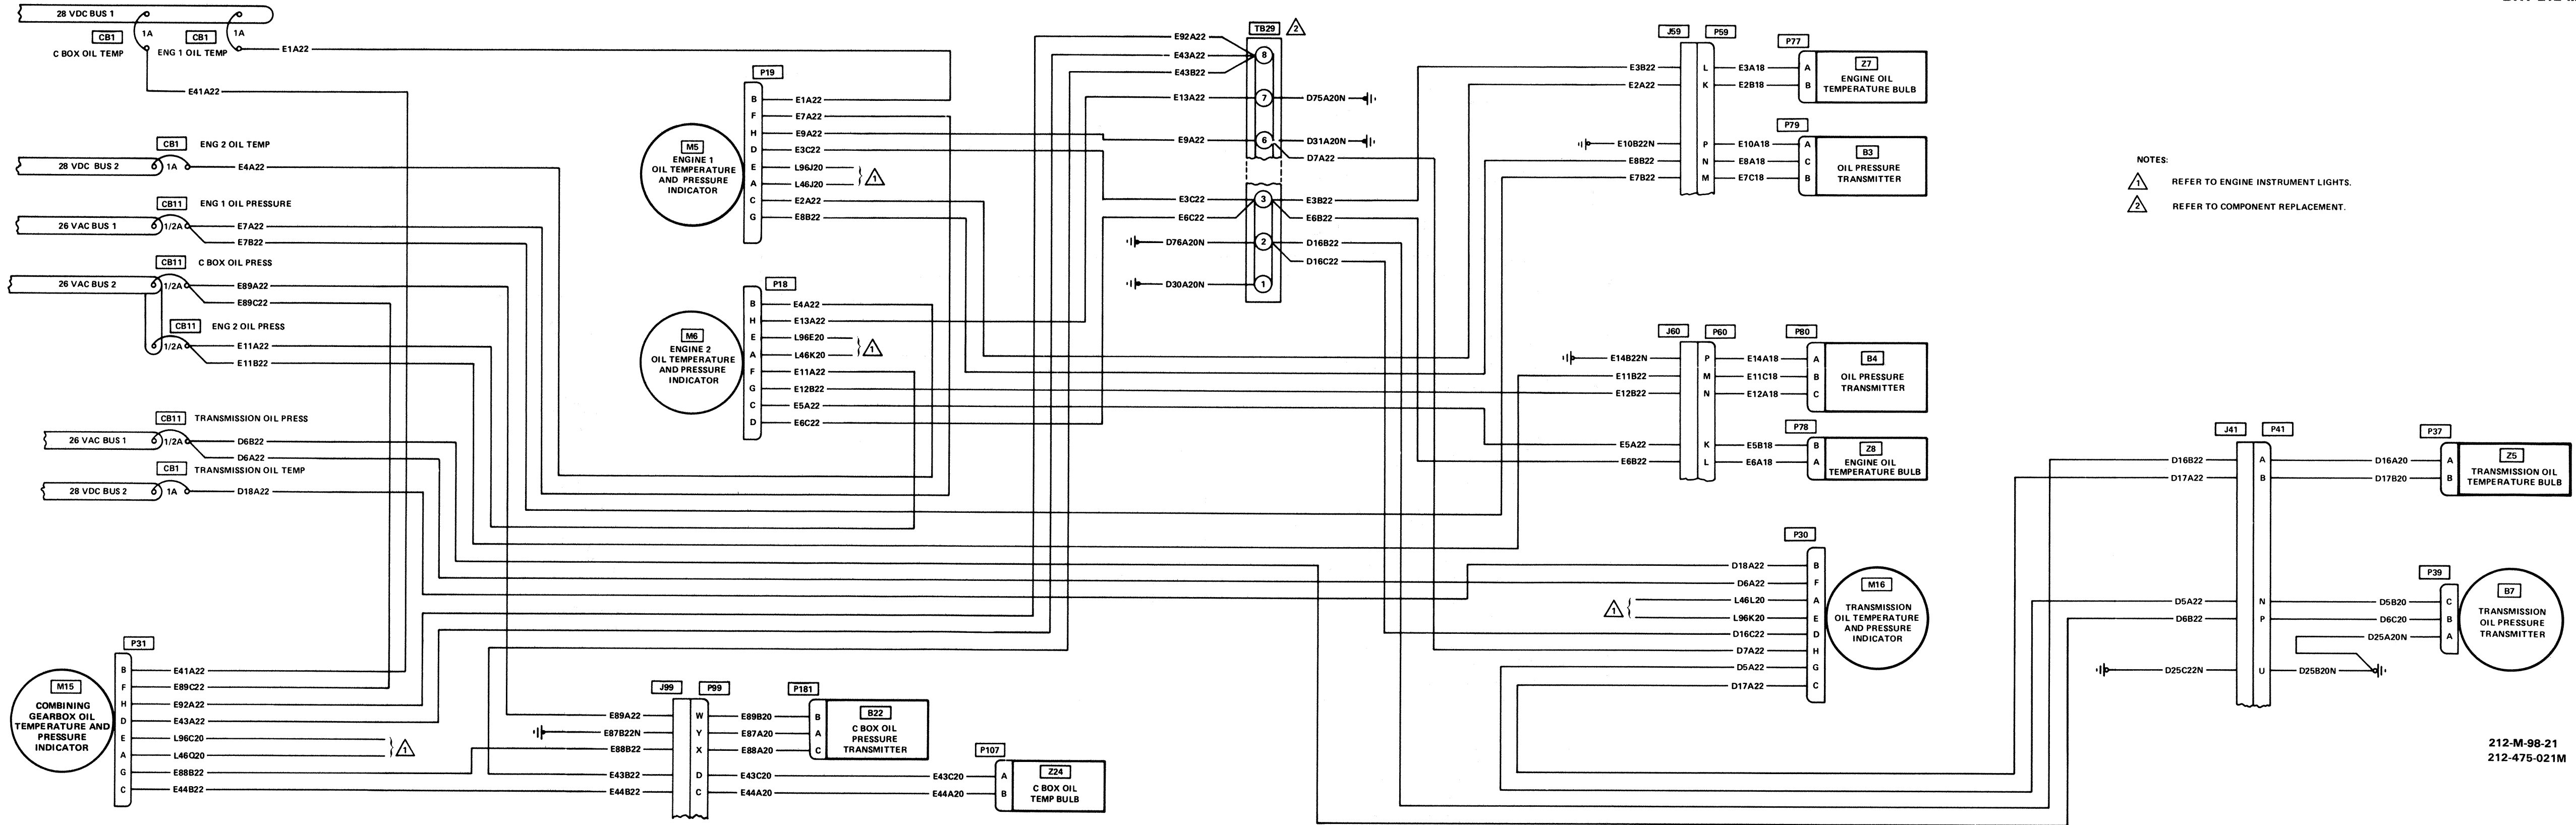 28 VDC BUS 1
1A
1A
CB1
CB1
C BOX OIL TEMP
ENG 1 OIL TEMP
E1A22
E41A22
CB1
ENG 2 OIL TEMP
28 VDC BUS 2
1A
E4A22
CB11
ENG 1 OIL PRESSURE
26 VAC BUS 1
1/2A
E7A22
E7B22
CB11
C BOX OIL PRESS
26 VAC BUS 2
1/2A
E89A22
E89C22
CB11
ENG 2 OIL PRESS
1/2A
E11A22
E11B22
CB11
TRANSMISSION OIL PRESS
26 VAC BUS 1
1/2A
D6B22
D6A22
CB1
TRANSMISSION OIL TEMP
28 VDC BUS 2
1A
D18A22
P31
M15
COMBINING
GEARBOX OIL
TEMPERATURE AND
PRESSURE
INDICATOR
B E41A22
F E89C22
H E92A22
D E43A22
E L96C20
A L46Q20
1
G E88B22
C E44B22
P19
M5
ENGINE 1
OIL TEMPERATURE
AND PRESSURE
INDICATOR
B E1A22
F E7A22
H E9A22
D E3C22
E L96J20
A L46J20
1
C E2A22
G E8B22
P18
M6
ENGINE 2
OIL TEMPERATURE
AND PRESSURE
INDICATOR
B E4A22
H E13A22
E L96E20
A L46K20
1
F E11A22
G E12B22
C E5A22
D E6C22
J99
P99
P181
E89A22 W E89B20 B
E87B22N Y E87A20 A
E88B22 X E88A20 C
B22
C BOX OIL
PRESSURE
TRANSMITTER
P107
E43B22 D E43C20 E43C20 A
E44B22 C E44A20 E44A20 B
Z24
C BOX OIL
TEMP BULB
TB29
2
E92A22
E43A22 8
E43B22
E13A22 7 D75A20N
E9A22 6 D31A20N
D7A22
E3C22 3 E3B22
E6C22 E6B22
D76A20N 2 D16B22
D16C22
D30A20N 1
J59
P59
P77
E3B22 L E3A18 A
E2A22 K E2B18 B
Z7
ENGINE OIL
TEMPERATURE BULB
P79
E10B22N P E10A18 A
E8B22 N E8A18 C
E7B22 M E7C18 B
B3
OIL PRESSURE
TRANSMITTER
J60
P60
P80
E14B22N P E14A18 A
E11B22 M E11C18 B
E12B22 N E12A18 C
B4
OIL PRESSURE
TRANSMITTER
P78
E5A22 K E5B18 B
E6B22 L E6A18 A
Z8
ENGINE OIL
TEMPERATURE BULB
P30
D18A22 B
D6A22 F
L46L20 A
1
L96K20 E
D16C22 D
D7A22 H
D5A22 G
D17A22 C
M16
TRANSMISSION
OIL TEMPERATURE
AND PRESSURE
INDICATOR
NOTES:
1 REFER TO ENGINE INSTRUMENT LIGHTS.
2 REFER TO COMPONENT REPLACEMENT.
J41
P41
P37
D16B22 A D16A20 A
D17A22 B D17B20 B
Z5
TRANSMISSION OIL
TEMPERATURE BULB
P39
D5A22 N D5B20 C
D6B22 P D6C20 B
D25A20N A
D25C22N U D25B20N
B7
TRANSMISSION
OIL PRESSURE
TRANSMITTER
212-M-98-21
212-475-021M